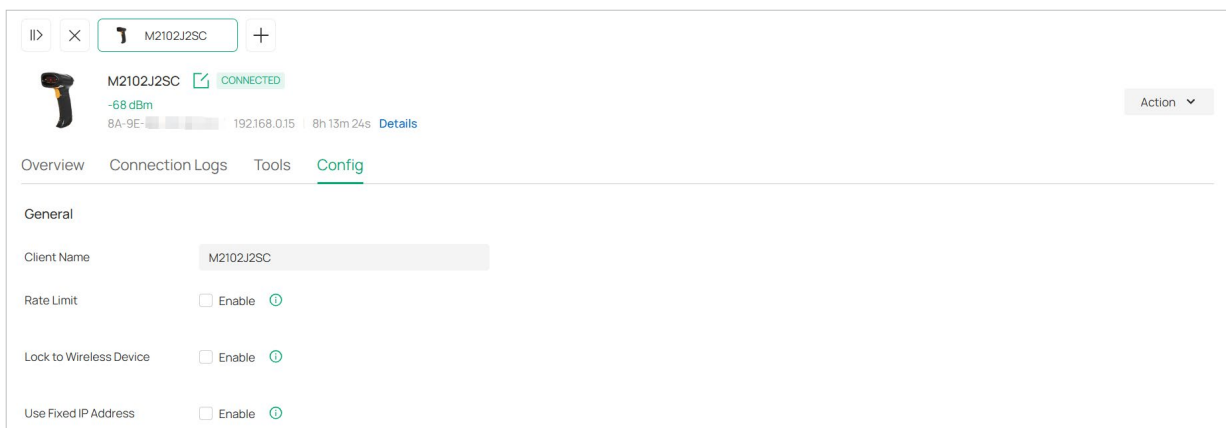 M2102J2SC
M2102J2SC CONNECTED
-68 dBm
8A-9E- 192.168.0.15 8h 13m 24s Details
Action
Overview Connection Logs Tools Config
General
Client Name M2102J2SC
Rate Limit Enable
Lock to Wireless Device Enable
Use Fixed IP Address Enable